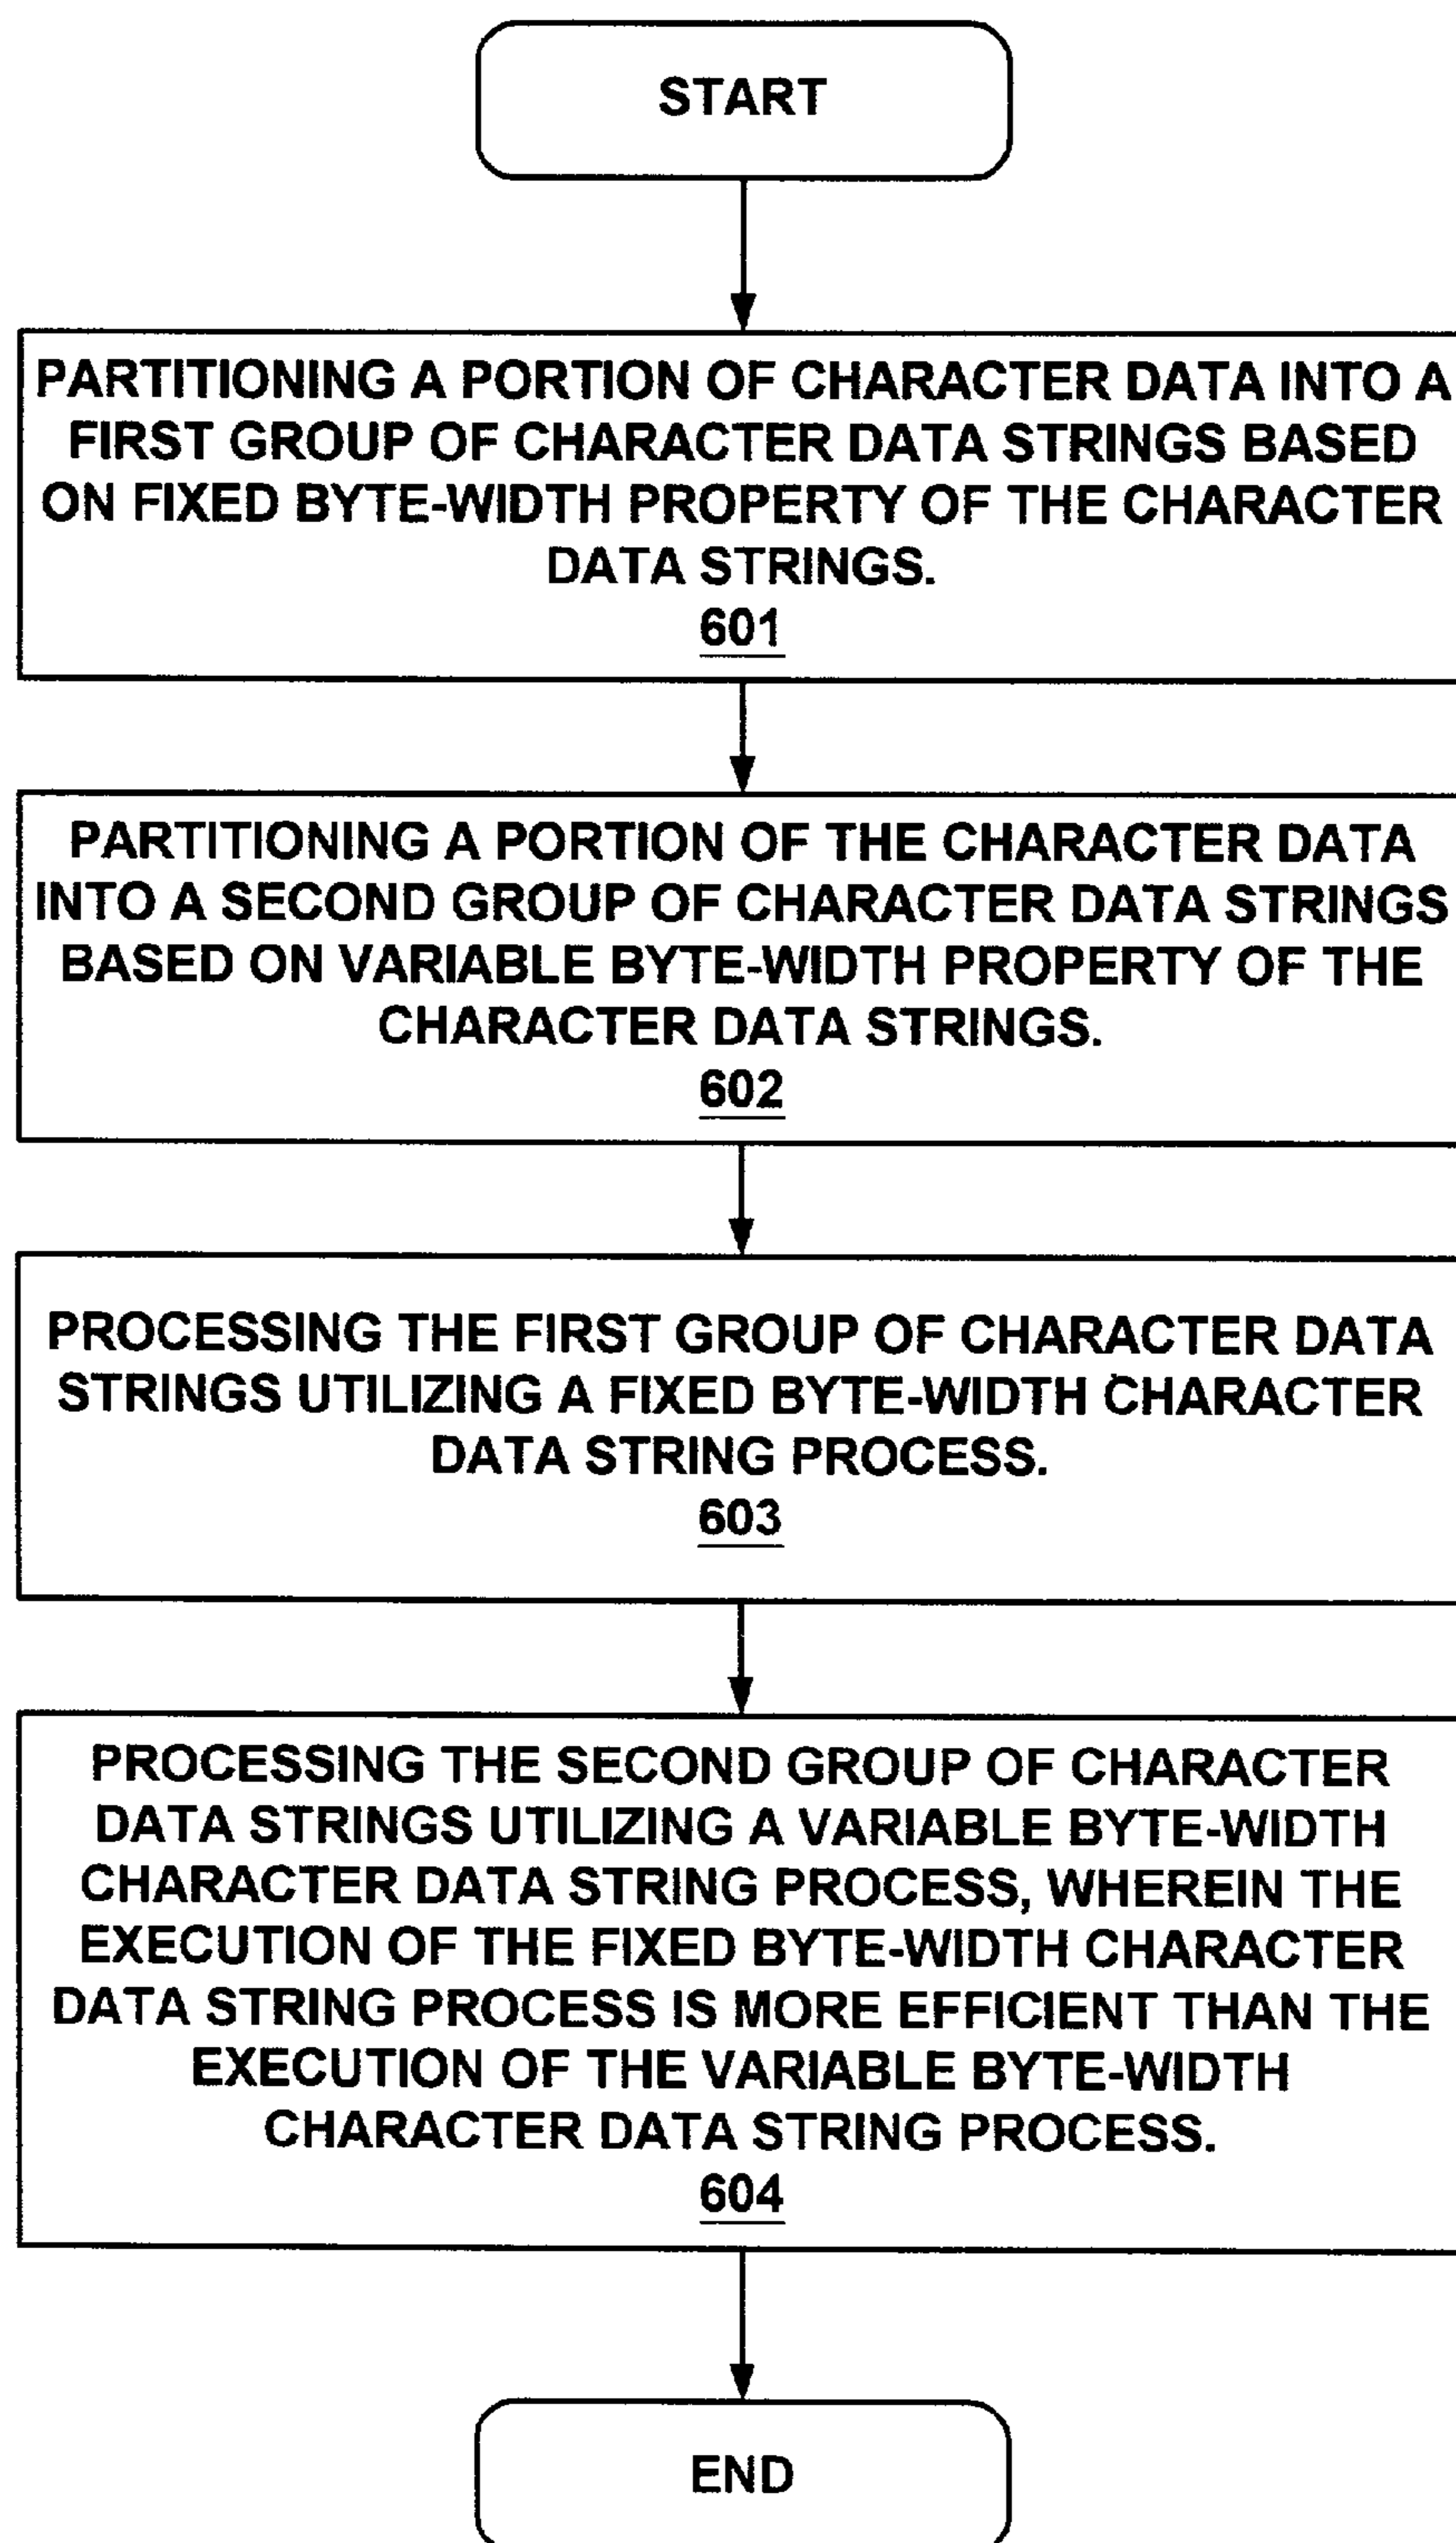 START
PARTITIONING A PORTION OF CHARACTER DATA INTO A
FIRST GROUP OF CHARACTER DATA STRINGS BASED
ON FIXED BYTE-WIDTH PROPERTY OF THE CHARACTER
DATA STRINGS.
601
PARTITIONING A PORTION OF THE CHARACTER DATA
INTO A SECOND GROUP OF CHARACTER DATA STRINGS
BASED ON VARIABLE BYTE-WIDTH PROPERTY OF THE
CHARACTER DATA STRINGS.
602
PROCESSING THE FIRST GROUP OF CHARACTER DATA
STRINGS UTILIZING A FIXED BYTE-WIDTH CHARACTER
DATA STRING PROCESS.
603
PROCESSING THE SECOND GROUP OF CHARACTER
DATA STRINGS UTILIZING A VARIABLE BYTE-WIDTH
CHARACTER DATA STRING PROCESS, WHEREIN THE
EXECUTION OF THE FIXED BYTE-WIDTH CHARACTER
DATA STRING PROCESS IS MORE EFFICIENT THAN THE
EXECUTION OF THE VARIABLE BYTE-WIDTH
CHARACTER DATA STRING PROCESS.
604
END